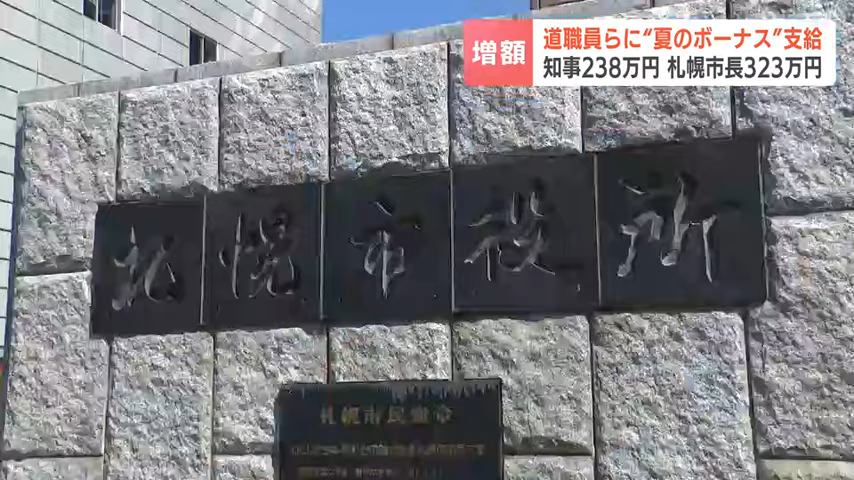 増額
道職員らに“夏のボーナス”支給
知事238万円 札幌市長323万円
札幌市役所
札幌市民憲章